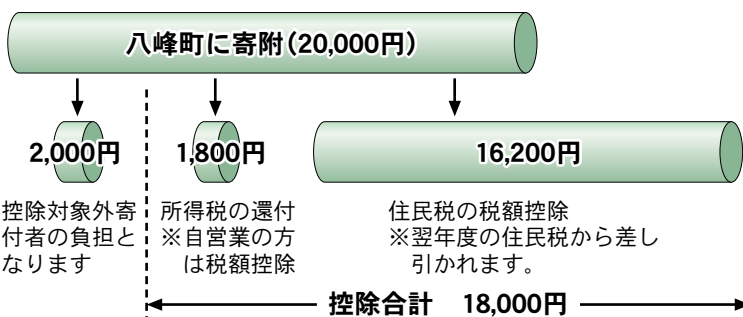 八峰町に寄附(20,000円)
2,000円
1,800円
16,200円
控除対象外寄
付者の負担と
なります
所得税の還付
※自営業の方
は税額控除
住民税の税額控除
※翌年度の住民税から差し
引かれます。
控除合計 18,000円